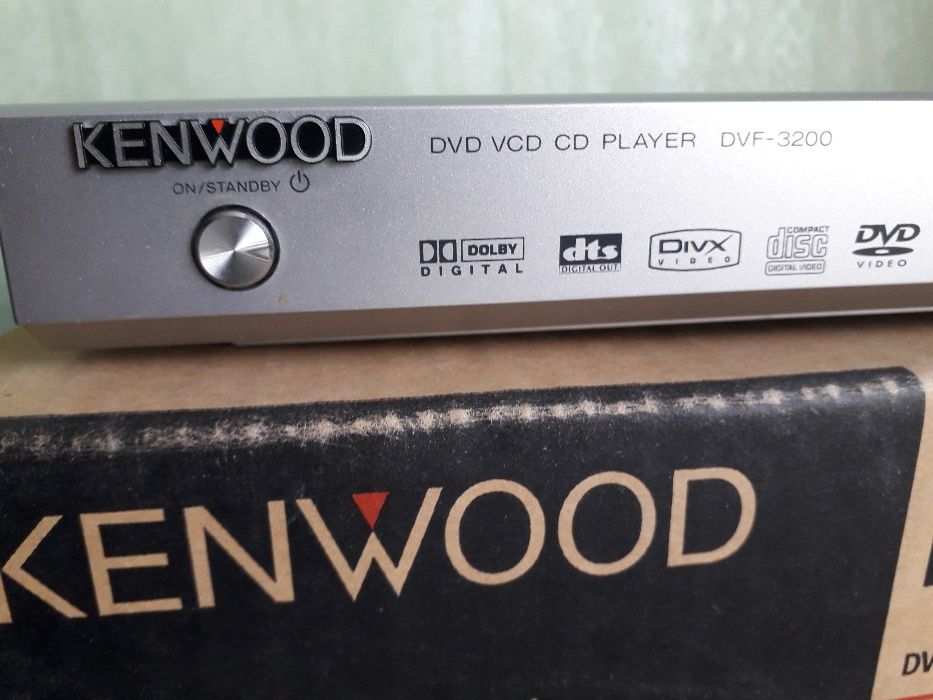 KENWOOD
DVD VCD CD PLAYER DVF-3200
ON/STANDBY
DOLBY
DIGITAL
dts
DIGITAL OUT
DIVX
VIDEO
COMPACT
disc
DIGITAL VIDEO
DVD
VIDEO
KENWOOD
DV